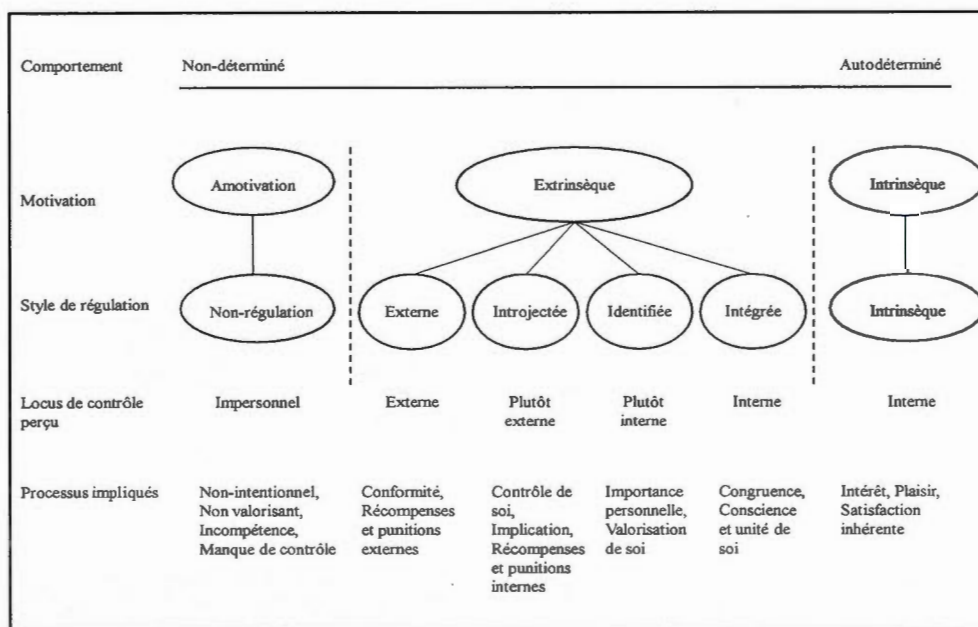 Comportement Non-déterminé Autodéterminé
Motivation
Amotivation
Extrinsèque
Intrinsèque
Style de régulation
Non-régulation
Externe
Introjectée
Identifiée
Intégrée
Intrinsèque
Locus de contrôle
perçu
Impersonnel
Externe
Plutôt
externe
Plutôt
interne
Interne
Interne
Processus impliqués
Non-intentionnel,
Non valorisant,
Incompétence,
Manque de contrôle
Conformité,
Récompenses
et punitions
externes
Contrôle de
soi,
Implication,
Récompenses
et punitions
internes
Importance
personnelle,
Valorisation
de soi
Congruence,
Conscience
et unité de
soi
Intérêt, Plaisir,
Satisfaction
inhérente